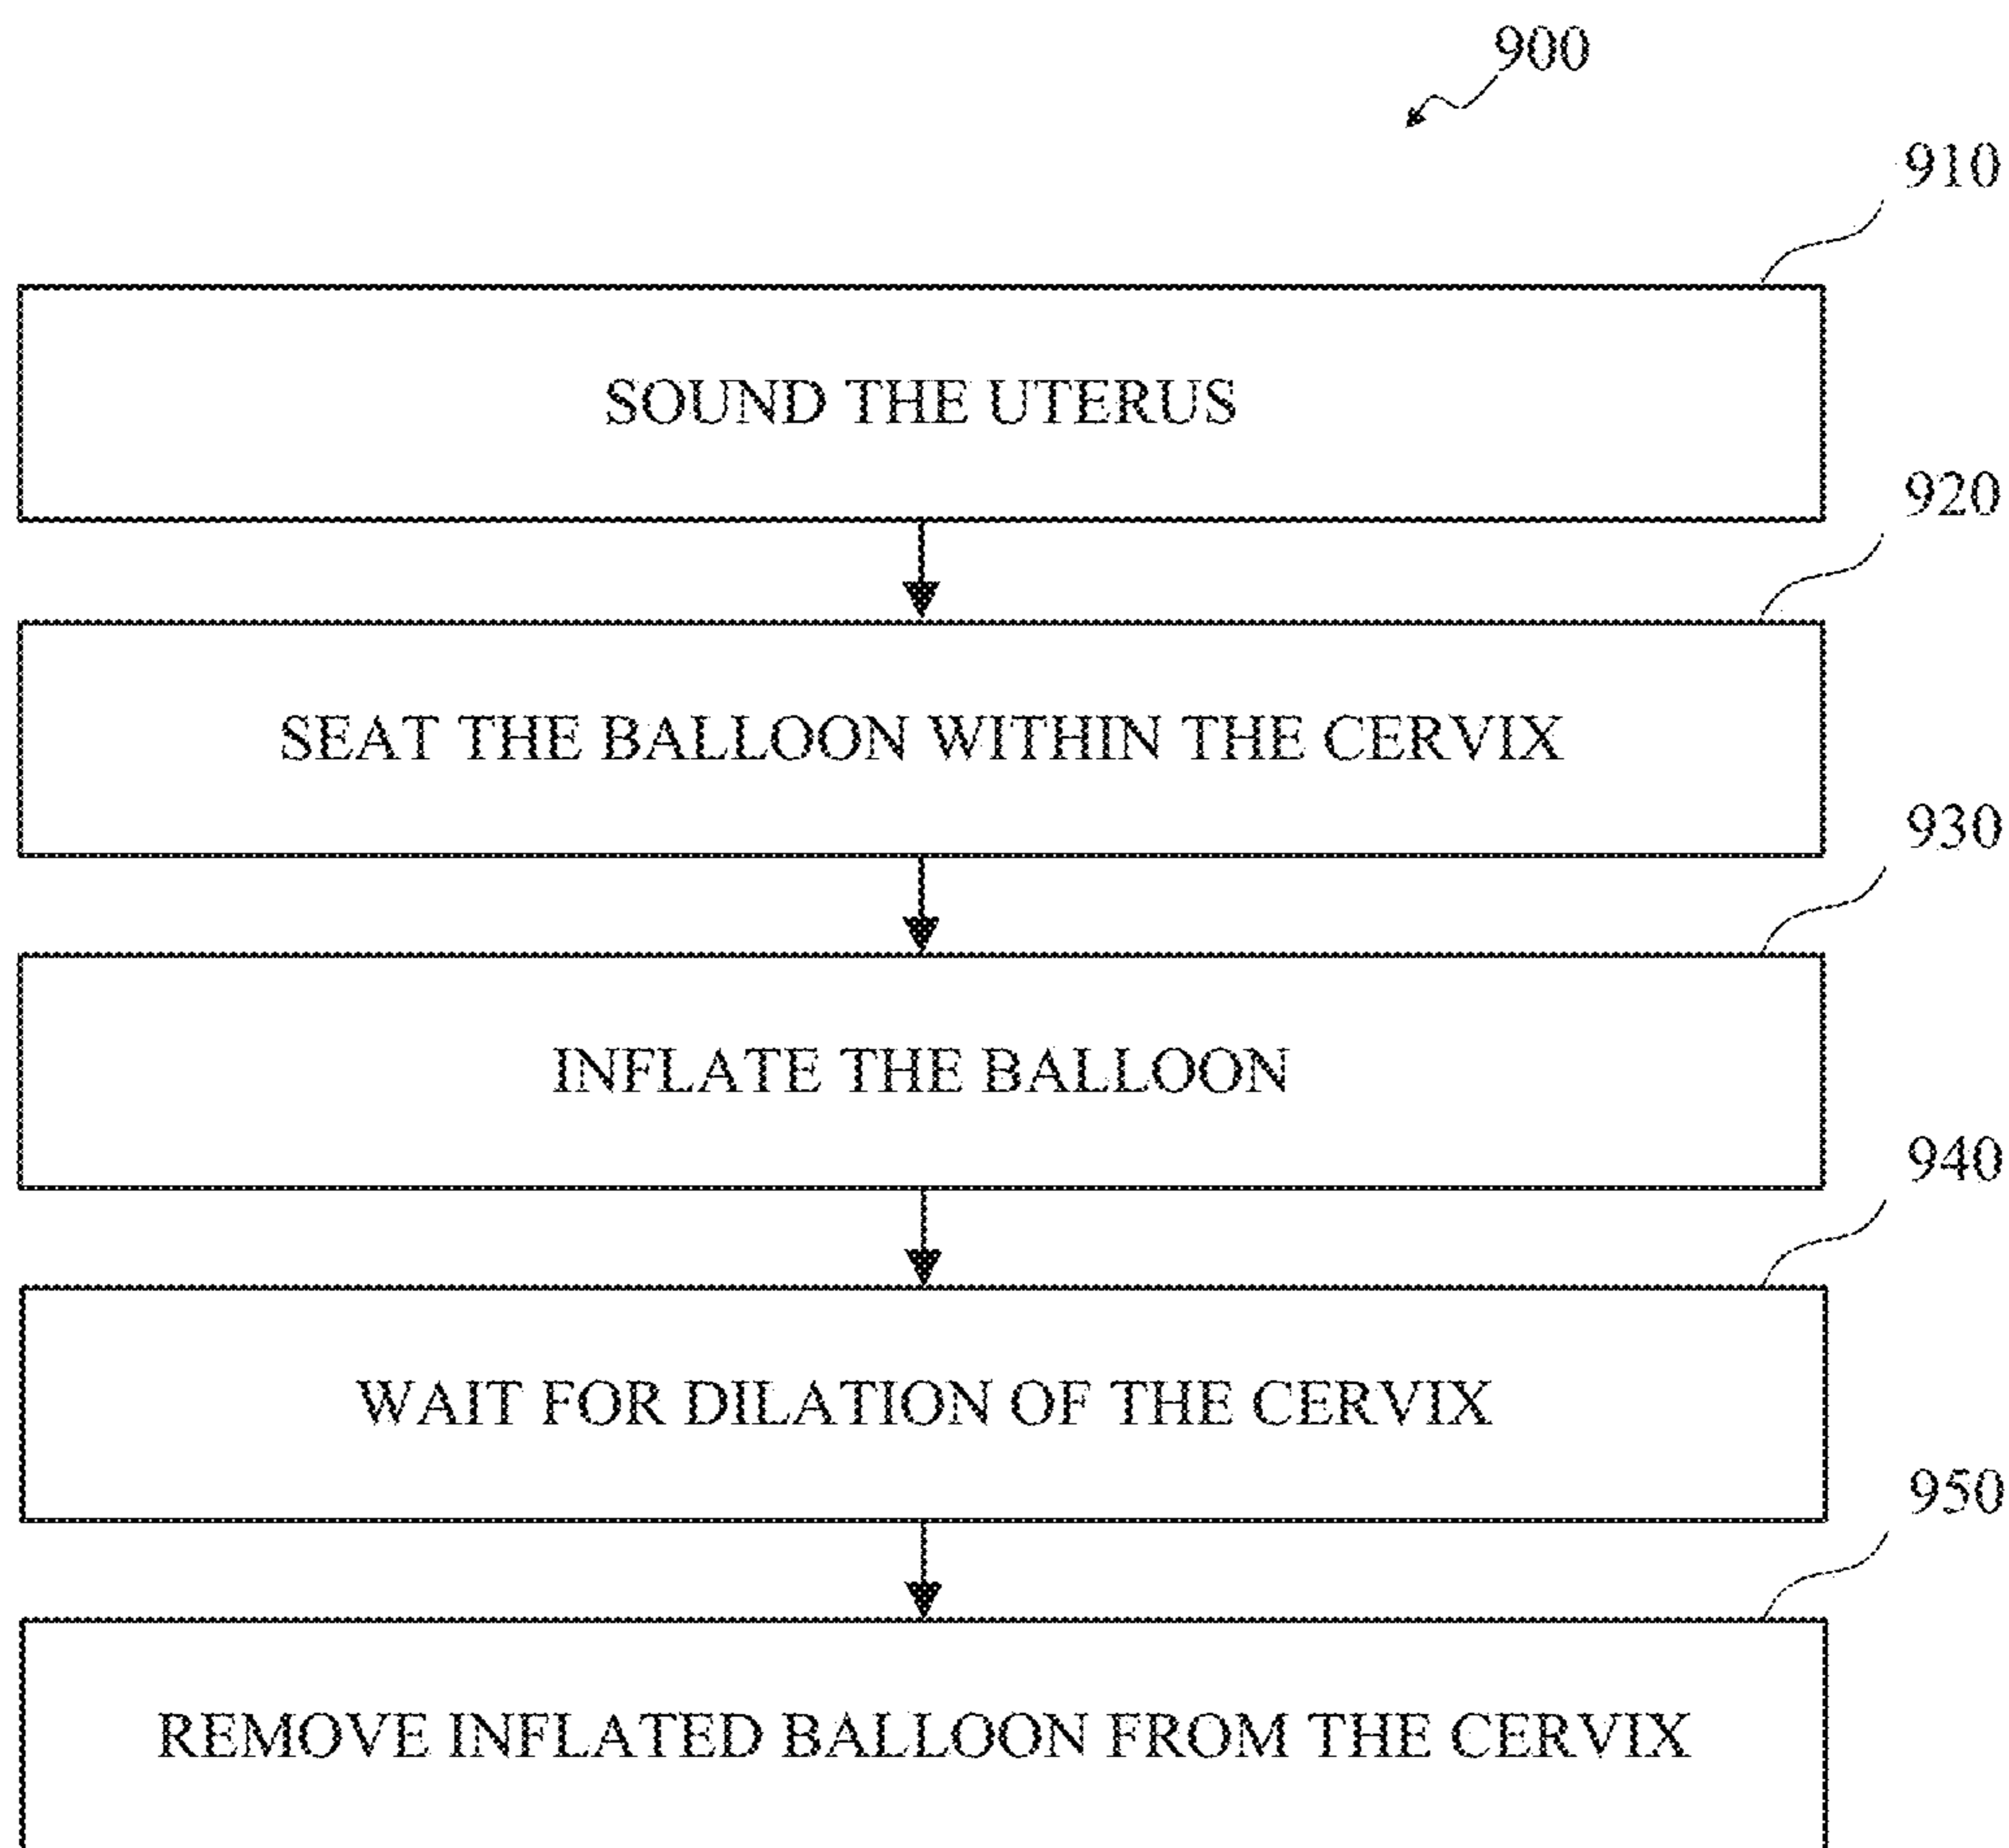 900
910
SOUND THE UTERUS
920
SEAT THE BALLOON WITHIN THE CERVIX
930
INFLATE THE BALLOON
940
WAIT FOR DILATION OF THE CERVIX
950
REMOVE INFLATED BALLOON FROM THE CERVIX